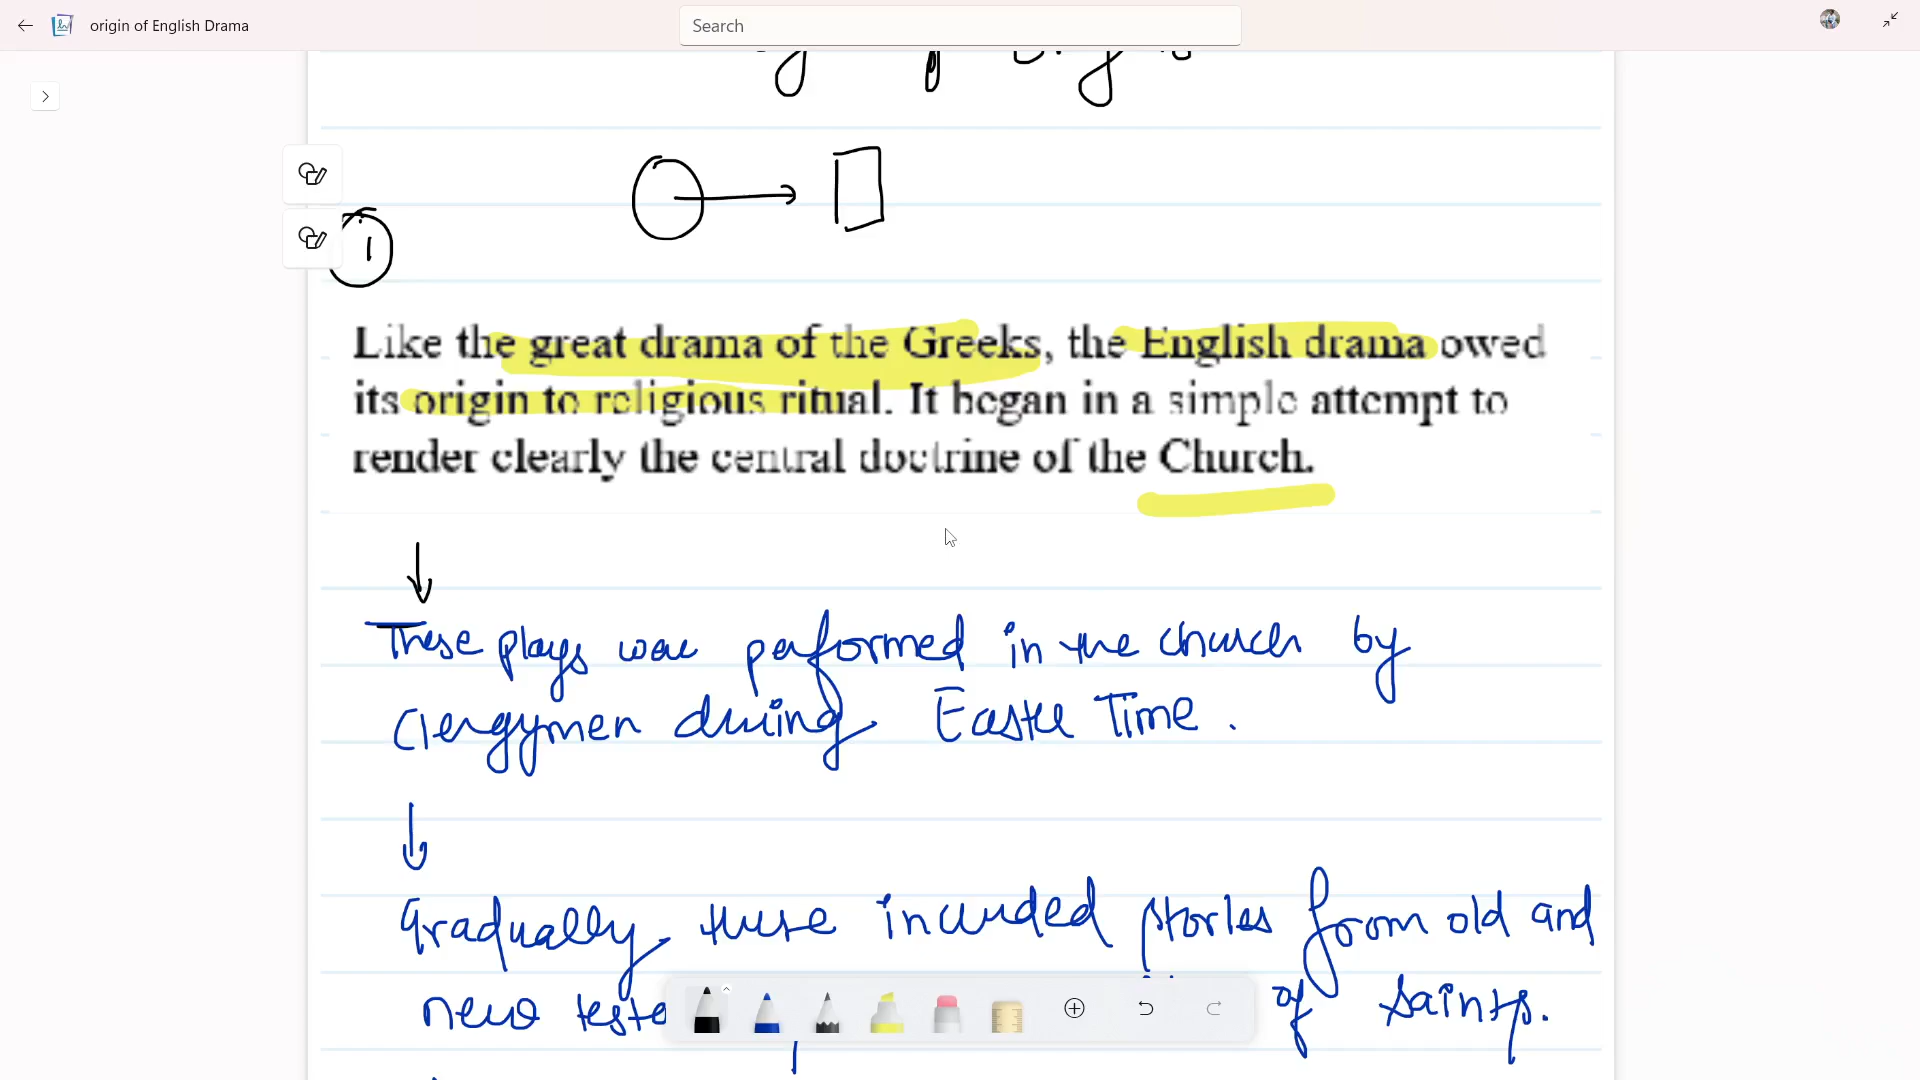 origin of English Drama
Search
1
Like the great drama of the Greeks, the English drama owed
its origin to religious ritual. It began in a simple attempt to
render clearly the central doctrine of the Church.
These plays were performed in the church by
Clergymen during Easter Time.
Gradually these included stories from old and
new of saints.